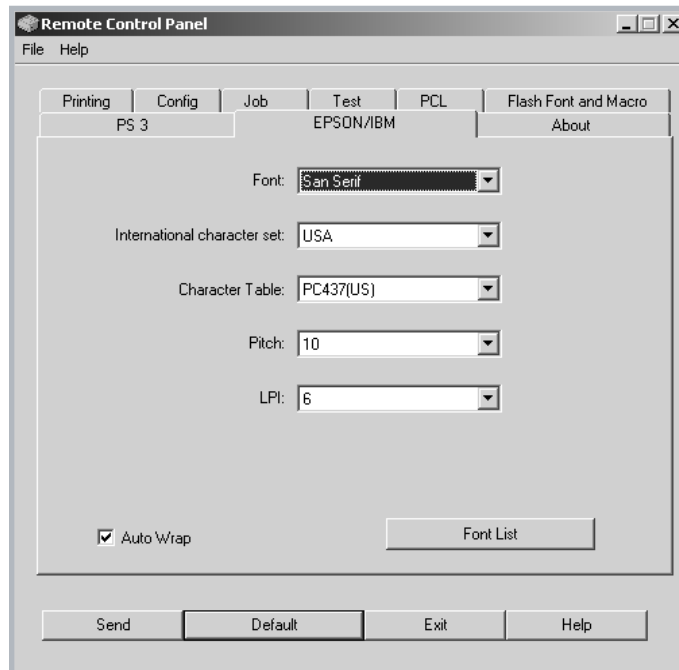 Remote Control Panel
File Help
Printing Config Job Test PCL Flash Font and Macro
PS 3 EPSON/IBM About
Font: San Serif
International character set: USA
Character Table: PC437(US)
Pitch: 10
LPI: 6
Auto Wrap Font List
Send Default Exit Help